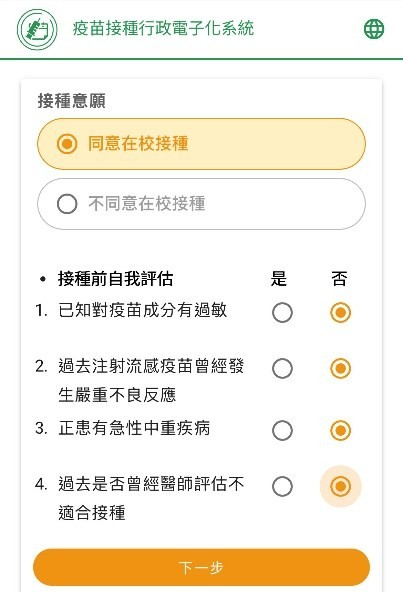 疫苗接種行政電子化系統
接種意願
同意在校接種
不同意在校接種
• 接種前自我評估 是 否
1. 已知對疫苗成分有過敏
2. 過去注射流感疫苗曾經發
生嚴重不良反應
3. 正患有急性中重疾病
4. 過去是否曾經醫師評估不
適合接種
下一步